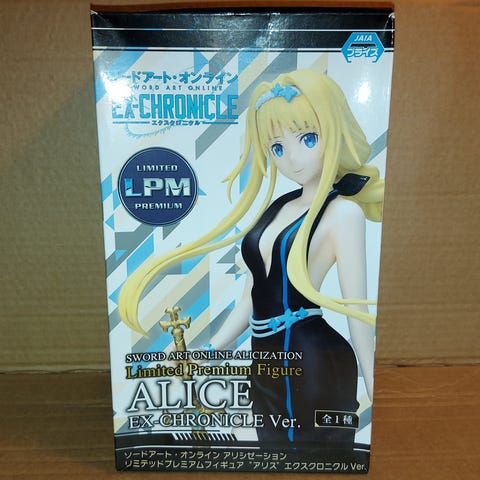 JAIA
プライズ
ソードアート・オンライン
SWORD ART ONLINE
EX-CHRONICLE
エクスクロニクル
LIMITED
LPM
PREMIUM
SWORD ART ONLINE ALICIZATION
Limited Premium Figure
ALICE
EX-CHRONICLE Ver.
全1種
ソードアート・オンライン アリシゼーション
リミテッドプレミアムフィギュア“アリス”エクスクロニクルVer.